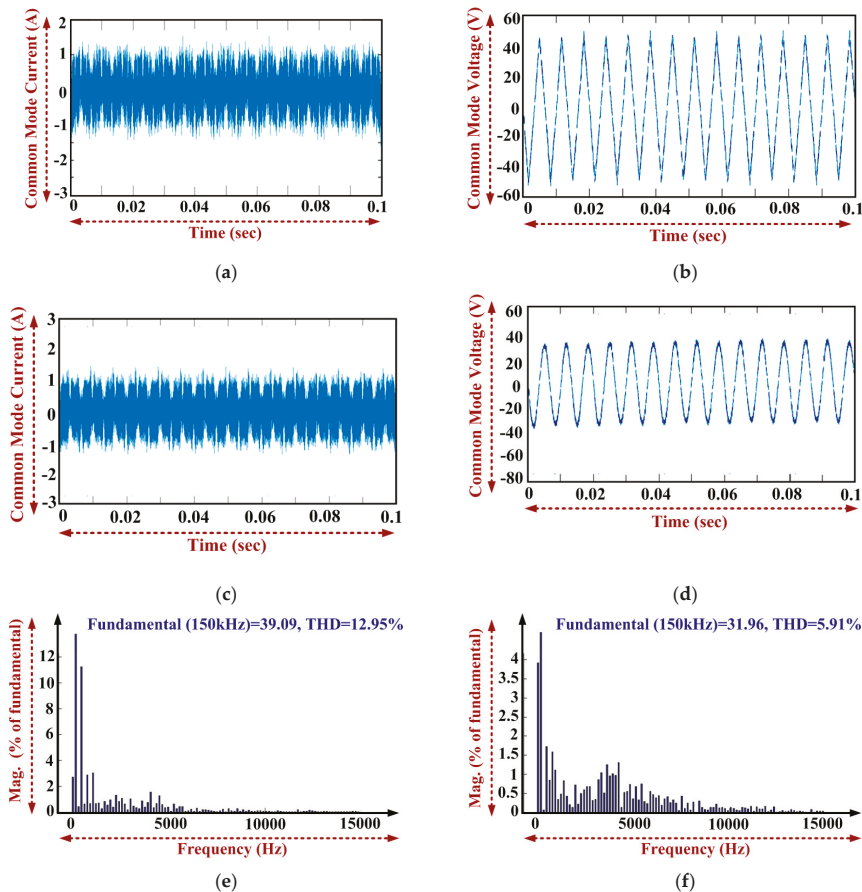 Common Mode Current (A)
2
1
0
-1
-2
-3
0 0.02 0.04 0.06 0.08 0.1
Time (sec)
(a)
Common Mode Voltage (V)
60
40
20
0
-20
-40
-60
0 0.02 0.04 0.06 0.08 0.1
Time (sec)
(b)
Common Mode Current (A)
3
2
1
0
-1
-2
-3
0 0.02 0.04 0.06 0.08 0.1
Time (sec)
(c)
Common Mode Voltage (V)
60
40
20
0
-20
-40
-60
-80
0 0.02 0.04 0.06 0.08 0.1
Time (sec)
(d)
Fundamental (150kHz)=39.09, THD=12.95%
Mag. (% of fundamental)
12
10
8
6
4
2
0
0 5000 10000 15000
Frequency (Hz)
(e)
Fundamental (150kHz)=31.96, THD=5.91%
Mag. (% of fundamental)
4
3.5
3
2.5
2
1.5
1
0.5
0
0 5000 10000 15000
Frequency (Hz)
(f)